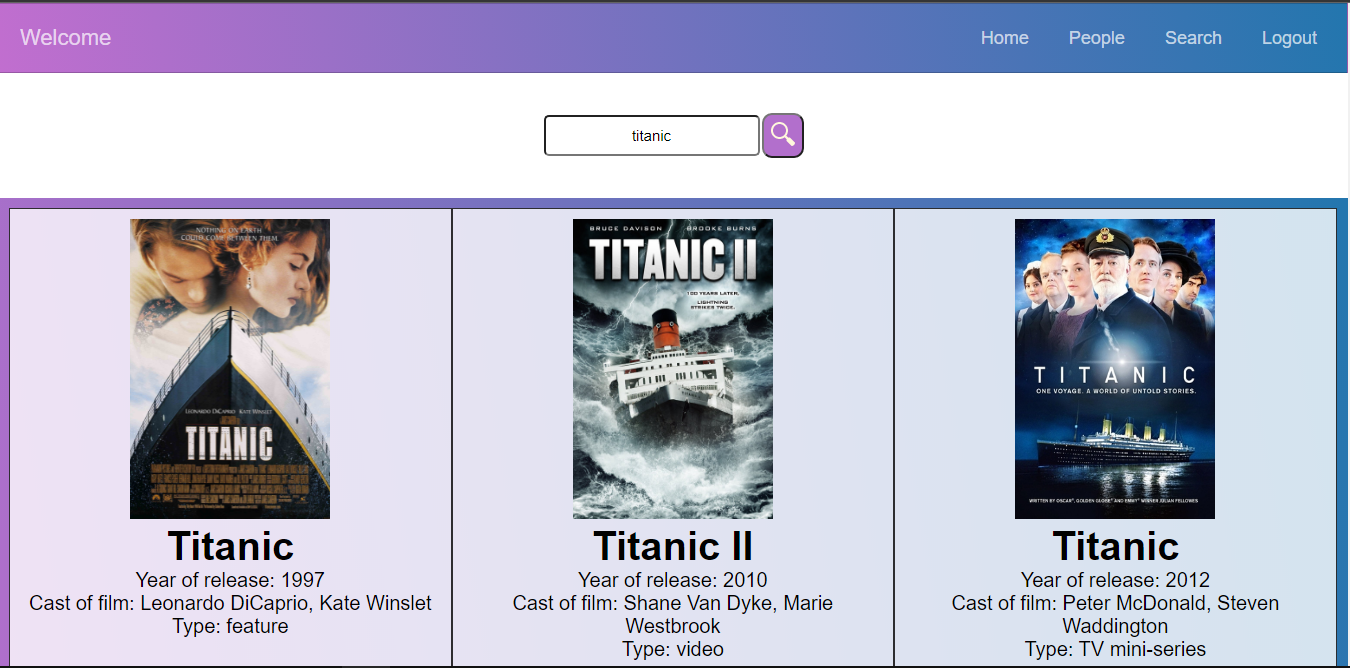 Welcome
Home People Search Logout
titanic
NOTHING ON EARTH
COULD COME BETWEEN THEM.
LEONARDO DICAPRIO KATE WINSLET
TITANIC
Titanic
Year of release: 1997
Cast of film: Leonardo DiCaprio, Kate Winslet
Type: feature
BRUCE DAVISON BROOKE BURNS
TITANIC II
100 YEARS LATER,
LIGHTNING
STRIKES TWICE.
Titanic II
Year of release: 2010
Cast of film: Shane Van Dyke, Marie
Westbrook
Type: video
TITANIC
ONE VOYAGE. A WORLD OF UNTOLD STORIES.
WRITTEN BY OSCAR®, GOLDEN GLOBE® AND EMMY® WINNER JULIAN FELLOWES
Titanic
Year of release: 2012
Cast of film: Peter McDonald, Steven
Waddington
Type: TV mini-series